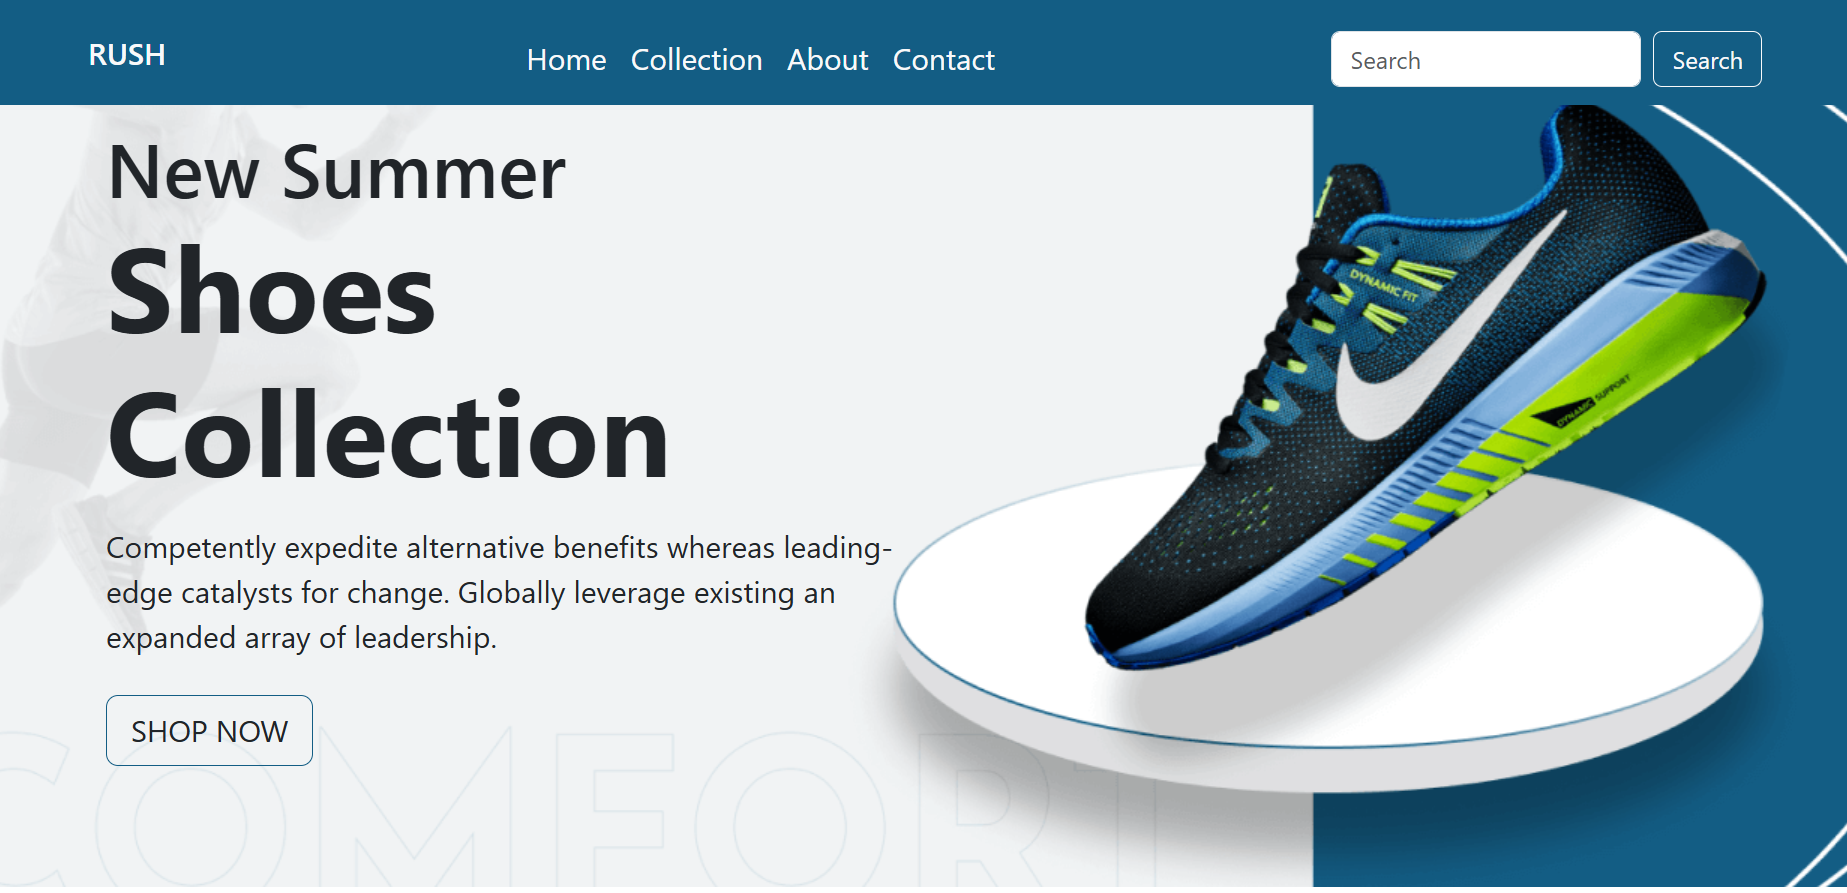 RUSH
Home Collection About Contact
Search
Search
New Summer
Shoes
Collection
DYNAMIC FIT
DYNAMIC SUPPORT
Competently expedite alternative benefits whereas leading-
edge catalysts for change. Globally leverage existing an
expanded array of leadership.
SHOP NOW
COMFORT